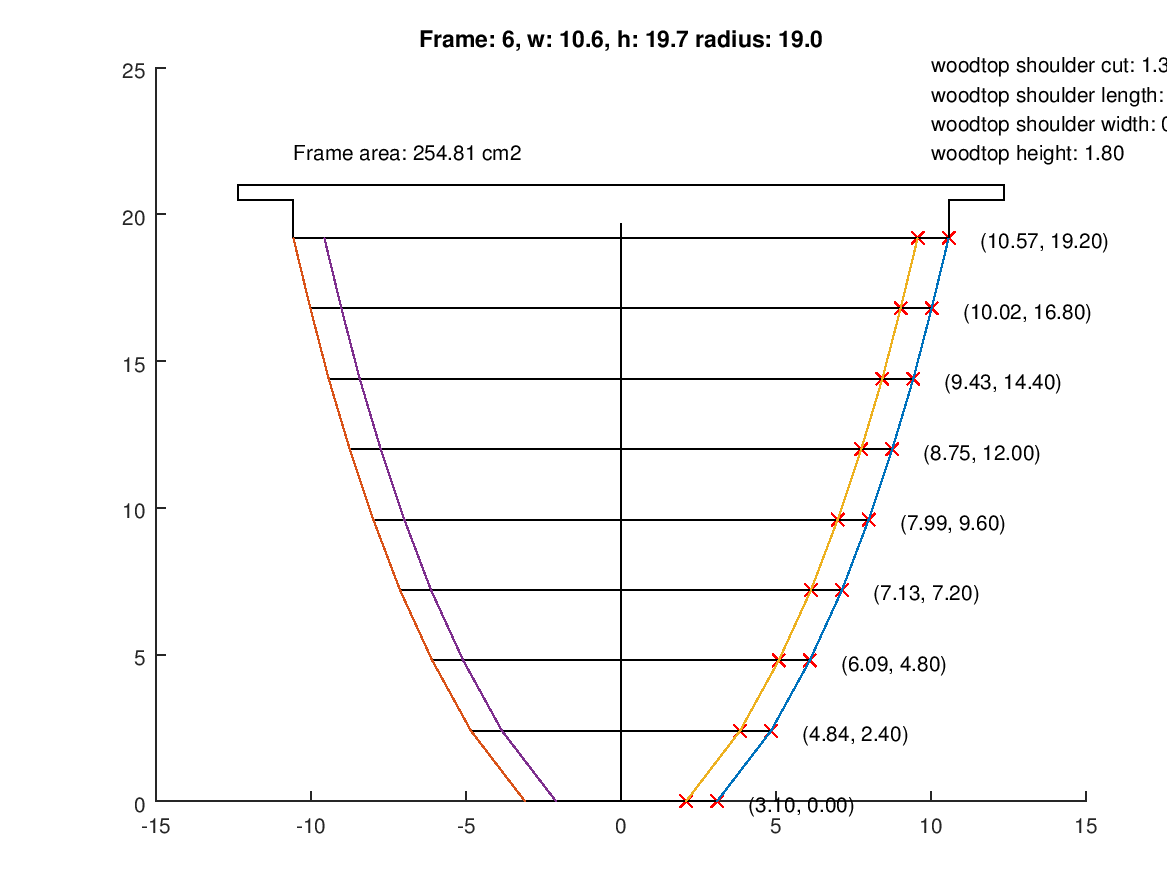 Frame: 6, w: 10.6, h: 19.7 radius: 19.0
25
woodtop shoulder cut: 1.3
woodtop shoulder length:
woodtop shoulder width:
Frame area: 254.81 cm2
woodtop height: 1.80
20
(10.57, 19.20)
(10.02, 16.80)
15
(9.43, 14.40)
(8.75, 12.00)
10
(7.99, 9.60)
(7.13, 7.20)
5
(6.09, 4.80)
(4.84, 2.40)
0
(3.10, 0.00)
-15 -10 -5 0 5 10 15